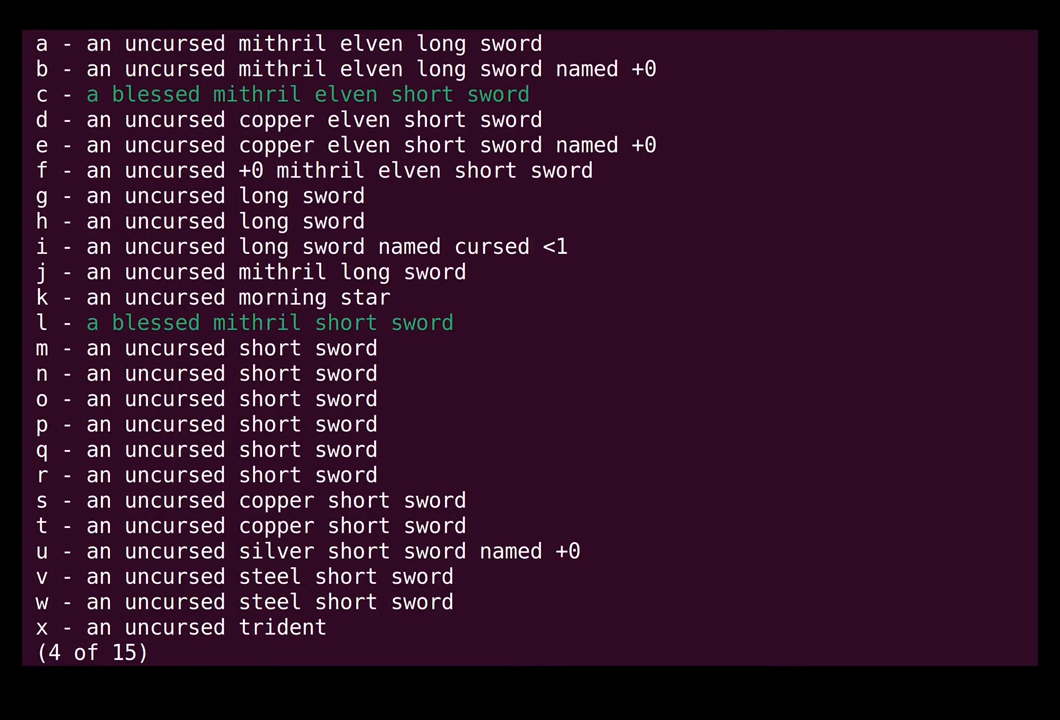 a - an uncursed mithril elven long sword
b - an uncursed mithril elven long sword named +0
c - a blessed mithril elven short sword
d - an uncursed copper elven short sword
e - an uncursed copper elven short sword named +0
f - an uncursed +0 mithril elven short sword
g - an uncursed long sword
h - an uncursed long sword
i - an uncursed long sword named cursed <1
j - an uncursed mithril long sword
k - an uncursed morning star
l - a blessed mithril short sword
m - an uncursed short sword
n - an uncursed short sword
o - an uncursed short sword
p - an uncursed short sword
q - an uncursed short sword
r - an uncursed short sword
s - an uncursed copper short sword
t - an uncursed copper short sword
u - an uncursed silver short sword named +0
v - an uncursed steel short sword
w - an uncursed steel short sword
x - an uncursed trident
(4 of 15)